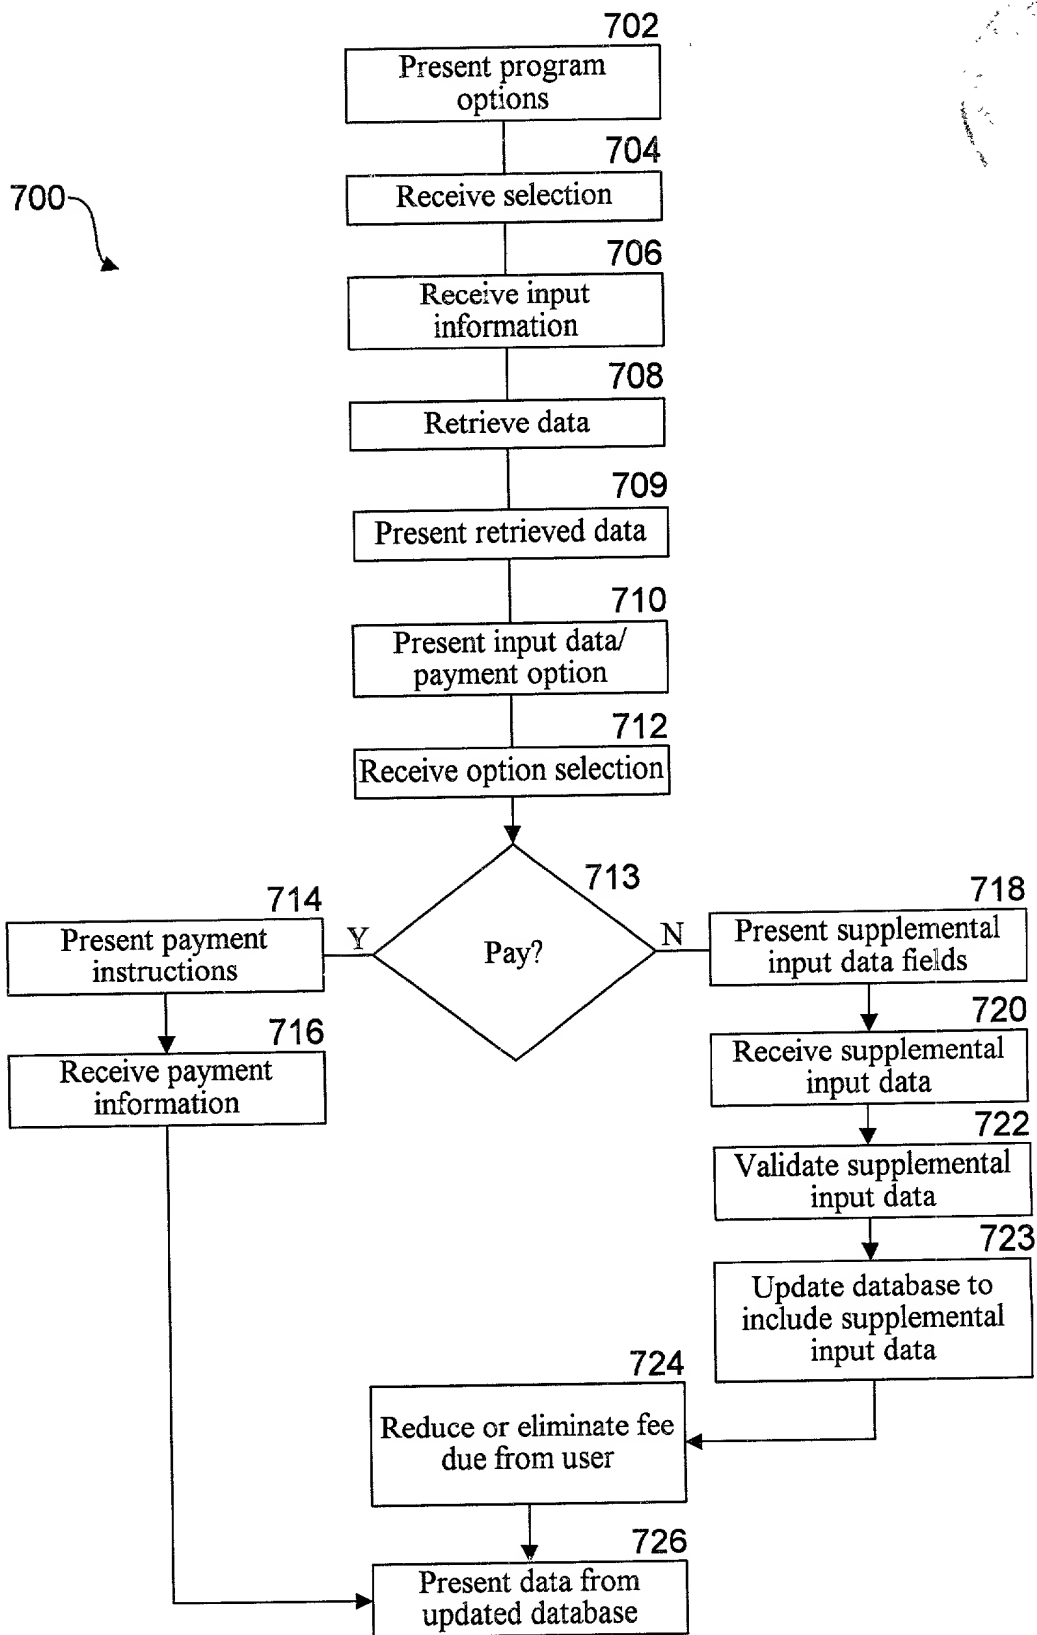 702
Present program
options
704
Receive selection
700
706
Receive input
information
708
Retrieve data
709
Present retrieved data
710
Present input data/
payment option
712
Receive option selection
713
Pay?
Y
N
714
Present payment
instructions
716
Receive payment
information
718
Present supplemental
input data fields
720
Receive supplemental
input data
722
Validate supplemental
input data
723
Update database to
include supplemental
input data
724
Reduce or eliminate fee
due from user
726
Present data from
updated database